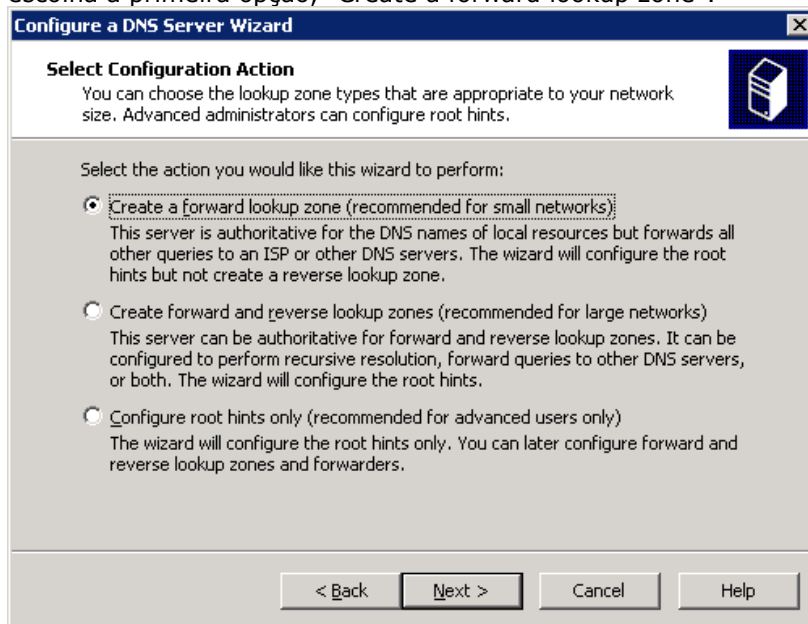 escolha a primeira opção, "Create a forward lookup zone".
Configure a DNS Server Wizard
Select Configuration Action
You can choose the lookup zone types that are appropriate to your network
size. Advanced administrators can configure root hints.
Select the action you would like this wizard to perform:
Create a forward lookup zone (recommended for small networks)
This server is authoritative for the DNS names of local resources but forwards all
other queries to an ISP or other DNS servers. The wizard will configure the root
hints but not create a reverse lookup zone.
Create forward and reverse lookup zones (recommended for large networks)
This server can be authoritative for forward and reverse lookup zones. It can be
configured to perform recursive resolution, forward queries to other DNS servers,
or both. The wizard will configure the root hints.
Configure root hints only (recommended for advanced users only)
The wizard will configure the root hints only. You can later configure forward and
reverse lookup zones and forwarders.
< Back Next > Cancel Help